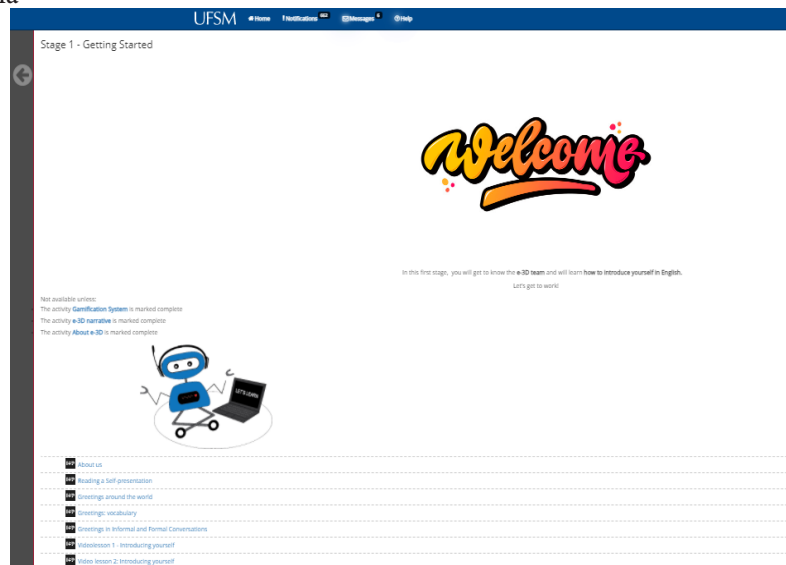 na
UFSM Home Notifications Messages Help
Stage 1 - Getting Started
Welcome
In this first stage, you will get to know the e-3D team and will learn how to introduce yourself in English.
Let's get to work!
Not available unless:
The activity Gamification System is marked complete
The activity e-3D narrative is marked complete
The activity About e-3D is marked complete
LET'S LEARN
H-P About us
H-P Reading a Self-presentation
H-P Greetings around the world
H-P Greetings: vocabulary
H-P Greetings in Informal and Formal Conversations
H-P Videolesson 1 - Introducing yourself
H-P Video lesson 2: Introducing yourself